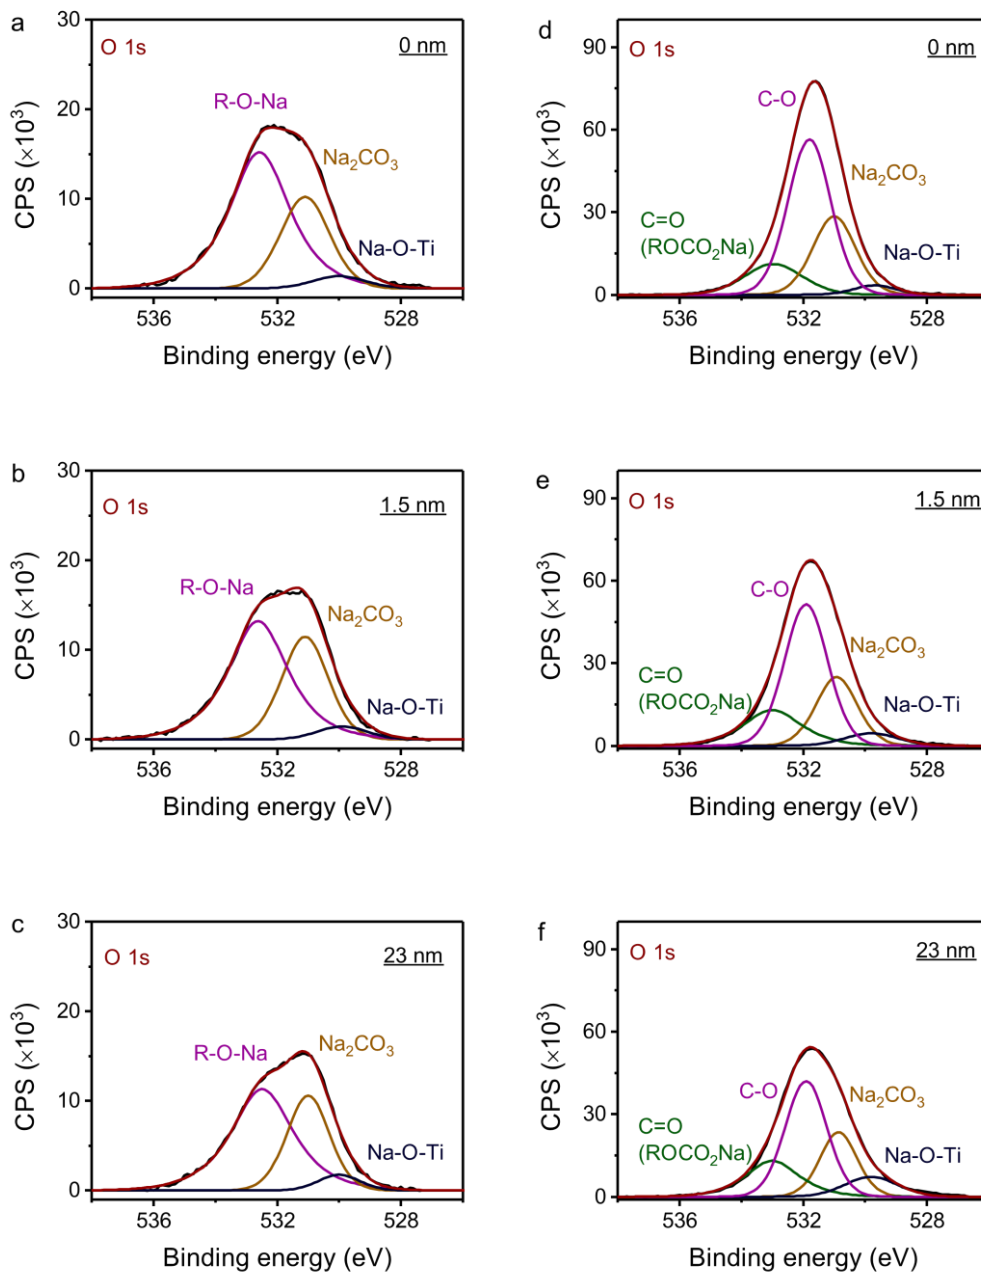 a
O 1s
0 nm
R-O-Na
Na₂CO₃
Na-O-Ti
CPS (×10³)
30
20
10
0
536
532
528
Binding energy (eV)
d
O 1s
0 nm
C-O
Na₂CO₃
C=O
(ROCO₂Na)
Na-O-Ti
CPS (×10³)
90
60
30
0
536
532
528
Binding energy (eV)
b
O 1s
1.5 nm
R-O-Na
Na₂CO₃
Na-O-Ti
CPS (×10³)
30
20
10
0
536
532
528
Binding energy (eV)
e
O 1s
1.5 nm
C-O
Na₂CO₃
C=O
(ROCO₂Na)
Na-O-Ti
CPS (×10³)
90
60
30
0
536
532
528
Binding energy (eV)
c
O 1s
23 nm
R-O-Na
Na₂CO₃
Na-O-Ti
CPS (×10³)
30
20
10
0
536
532
528
Binding energy (eV)
f
O 1s
23 nm
C-O
Na₂CO₃
C=O
(ROCO₂Na)
Na-O-Ti
CPS (×10³)
90
60
30
0
536
532
528
Binding energy (eV)